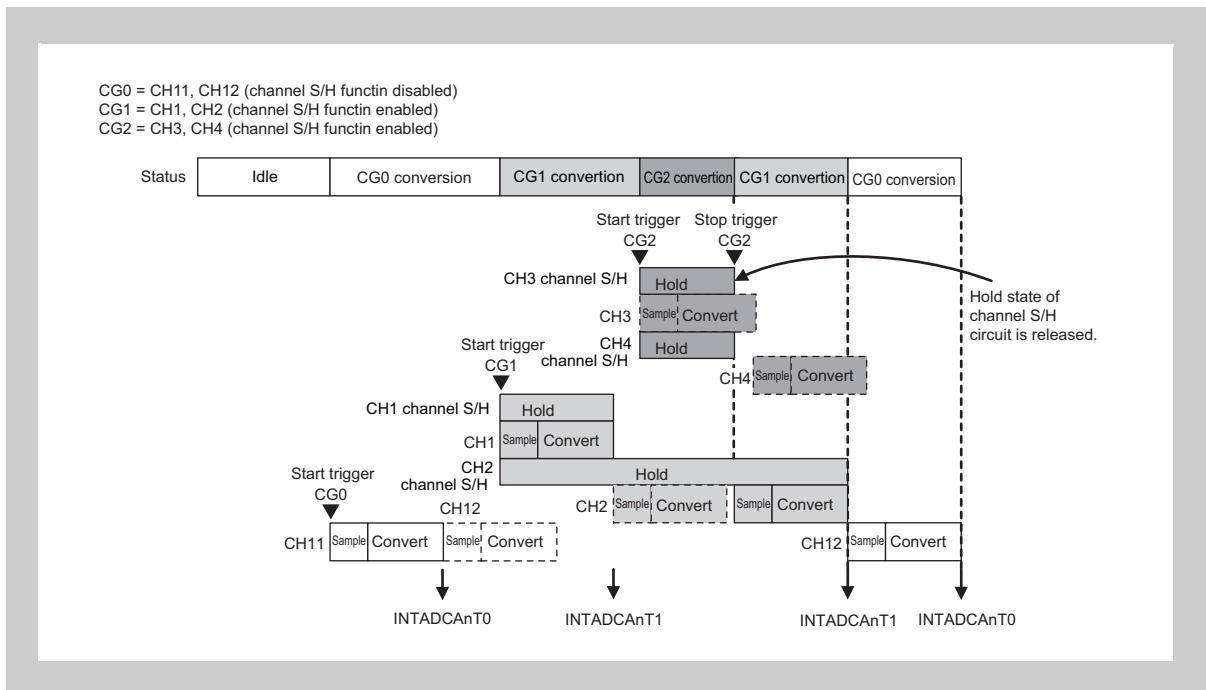 CG0 = CH11, CH12 (channel S/H functin disabled)
CG1 = CH1, CH2 (channel S/H functin enabled)
CG2 = CH3, CH4 (channel S/H functin enabled)
Status
Idle
CG0 conversion
CG1 convertion
CG2 convertion
CG1 convertion
CG0 conversion
Start trigger
CG2
Stop trigger
CG2
CH3 channel S/H
Hold
CH3
Sample
Convert
CH4
channel S/H
Hold
Hold state of
channel S/H
circuit is released.
CH4
Sample
Convert
Start trigger
CG1
CH1 channel S/H
Hold
CH1
Sample
Convert
CH2
channel S/H
Hold
CH2
Sample
Convert
Sample
Convert
Start trigger
CG0
CH11
Sample
Convert
CH12
Sample
Convert
CH12
Sample
Convert
INTADCAnT0
INTADCAnT1
INTADCAnT1
INTADCAnT0